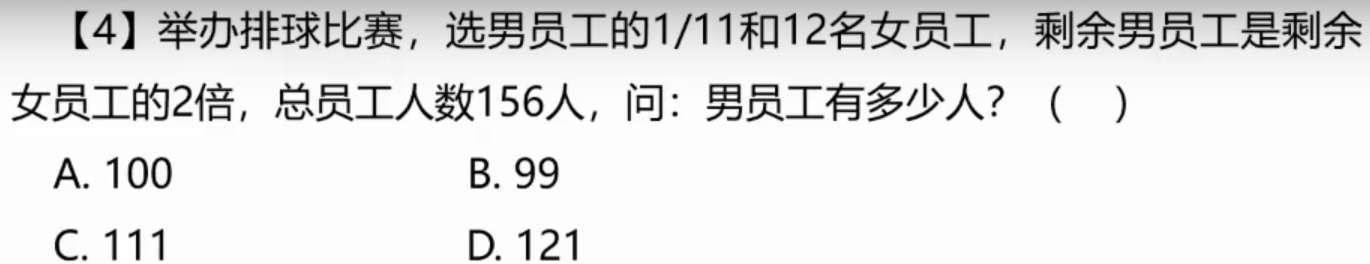 【4】举办排球比赛，选男员工的1/11和12名女员工，剩余男员工是剩余
女员工的2倍，总员工人数156人，问：男员工有多少人？（ ）
A. 100 B. 99
C. 111 D. 121